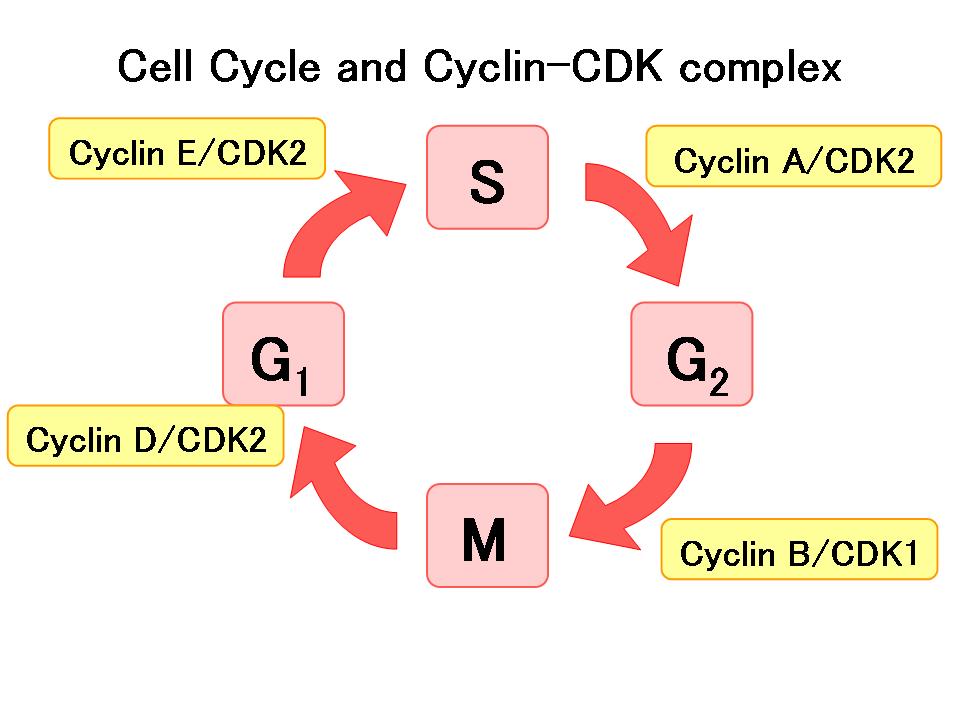 Cell Cycle and Cyclin-CDK complex
Cyclin E/CDK2
S
Cyclin A/CDK2
G₁
G₂
Cyclin D/CDK2
M
Cyclin B/CDK1